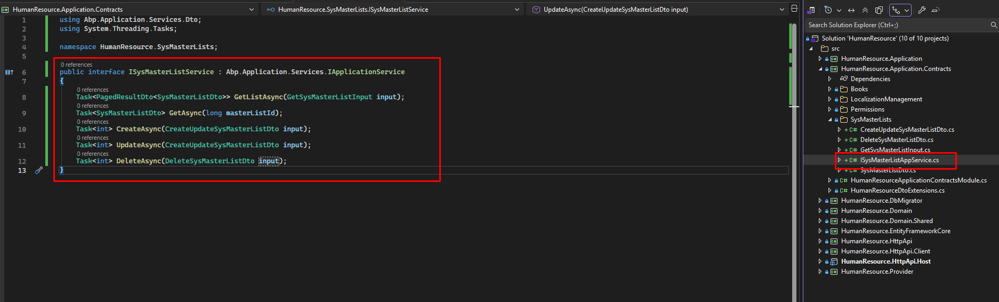 HumanResource.Application.Contracts
HumanResource.SysMasterLists.ISysMasterListService
UpdateAsync(CreateUpdateSysMasterListDto input)
1 using Abp.Application.Services.Dto;
2 using System.Threading.Tasks;
3
4 namespace HumanResource.SysMasterLists;
5
0 references
6 public interface ISysMasterListService : Abp.Application.Services.IApplicationService
7 {
0 references
8 Task<PagedResultDto<SysMasterListDto>> GetListAsync(GetSysMasterListInput input);
0 references
9 Task<SysMasterListDto> GetAsync(long masterListId);
0 references
10 Task<int> CreateAsync(CreateUpdateSysMasterListDto input);
0 references
11 Task<int> UpdateAsync(CreateUpdateSysMasterListDto input);
0 references
12 Task<int> DeleteAsync(DeleteSysMasterListDto input);
13 }
Search Solution Explorer (Ctrl+;)
Solution 'HumanResource' (10 of 10 projects)
src
C# HumanResource.Application
C# HumanResource.Application.Contracts
Dependencies
Books
LocalizationManagement
Permissions
SysMasterLists
+ C# CreateUpdateSysMasterListDto.cs
+ C# DeleteSysMasterListDto.cs
+ C# GetSysMasterListInput.cs
+ C# ISysMasterListAppService.cs
+ C# SysMasterListDto.cs
C# HumanResourceApplicationContractsModule.cs
C# HumanResourceDtoExtensions.cs
C# HumanResource.DbMigrator
C# HumanResource.Domain
C# HumanResource.Domain.Shared
C# HumanResource.EntityFrameworkCore
C# HumanResource.HttpApi
C# HumanResource.HttpApi.Client
HumanResource.HttpApi.Host
C# HumanResource.Provider